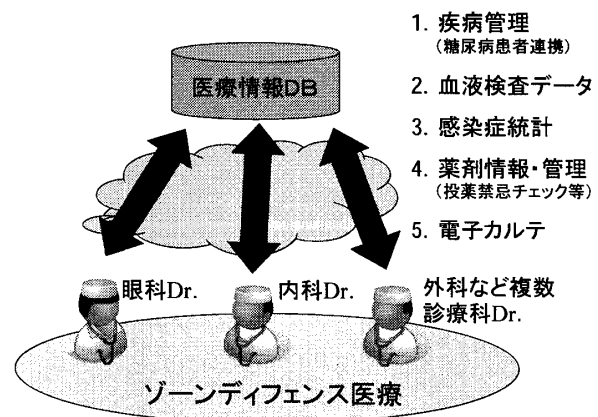 医療情報DB
1. 疾病管理
(糖尿病患者連携)
2. 血液検査データ
3. 感染症統計
4. 薬剤情報・管理
(投薬禁忌チェック等)
5. 電子カルテ
眼科Dr.
内科Dr.
外科など複数
診療科Dr.
ゾーンディフェンス医療